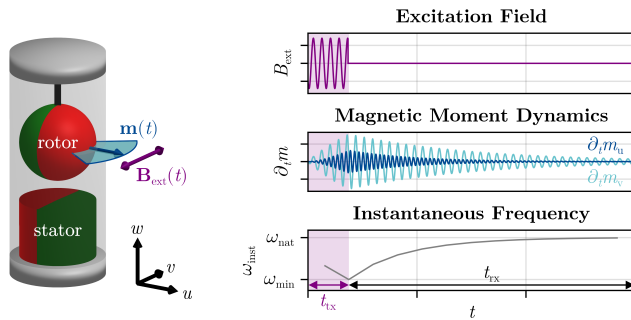 rotor
stator
m(t)
B_ext(t)
w
v
u
Excitation Field
B_ext
Magnetic Moment Dynamics
∂_t m
∂_t m_u
∂_t m_v
Instantaneous Frequency
ω_inst
ω_nat
ω_min
t_tx
t_rx
t